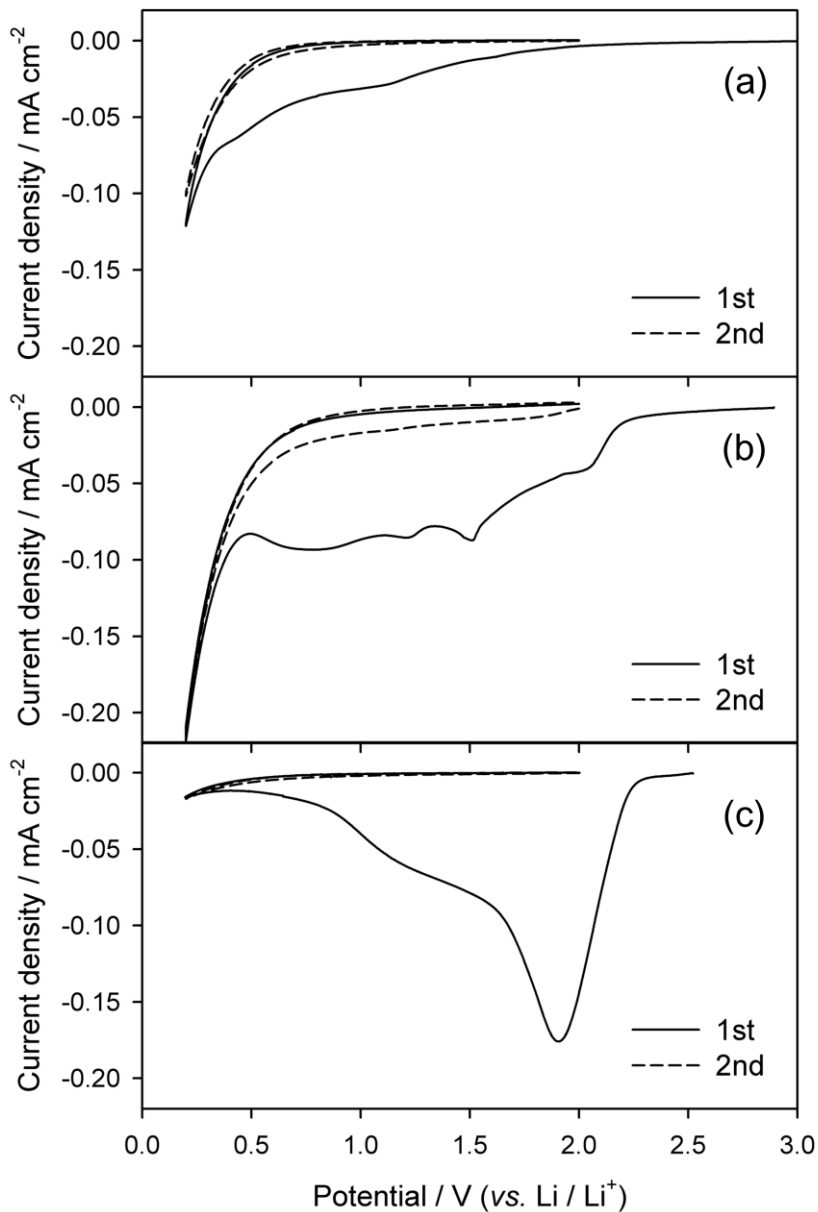 0.00
-0.05
-0.10
-0.15
-0.20
Current density / mA cm-2
(a)
1st
2nd
0.00
-0.05
-0.10
-0.15
-0.20
Current density / mA cm-2
(b)
1st
2nd
0.00
-0.05
-0.10
-0.15
-0.20
Current density / mA cm-2
(c)
1st
2nd
0.0 0.5 1.0 1.5 2.0 2.5 3.0
Potential / V (vs. Li / Li+)